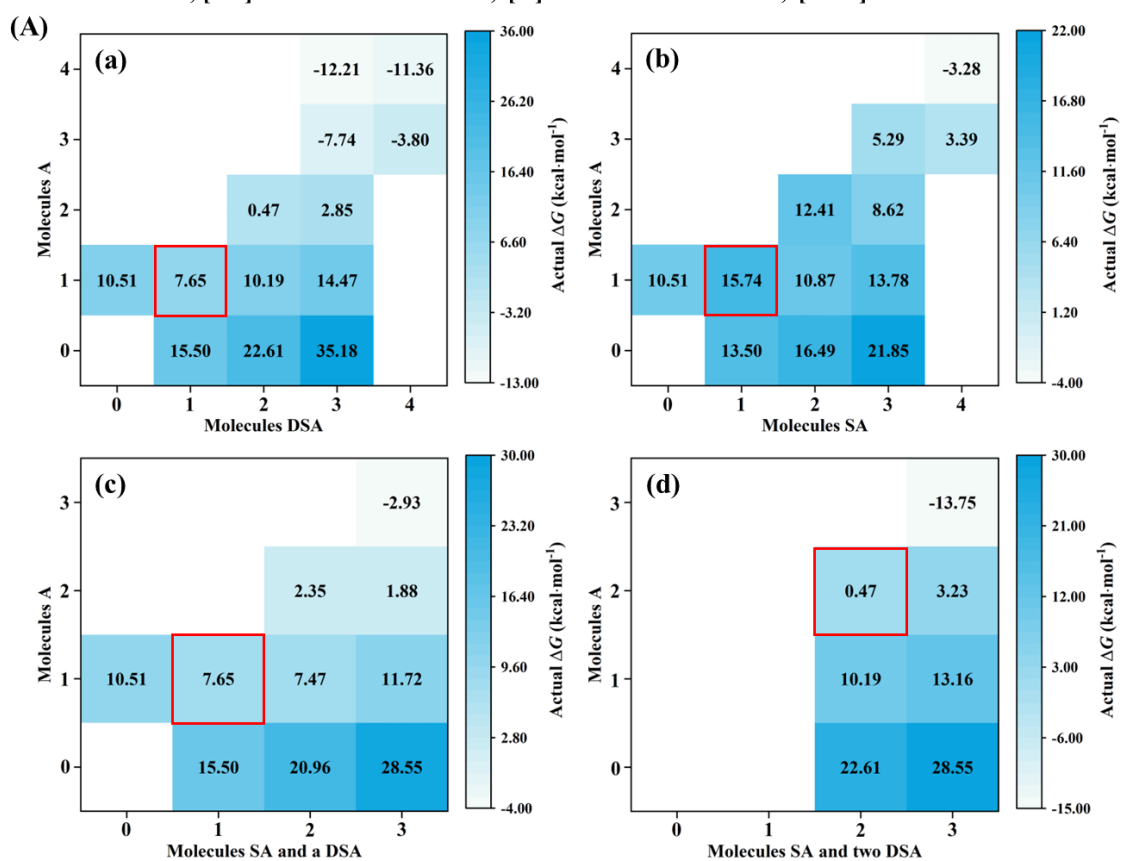 (A)
(a)
Actual ΔG (kcal·mol⁻¹)
36.00
26.20
16.40
6.60
-3.20
-13.00
Molecules A
4
-12.21 -11.36
3
-7.74 -3.80
2
0.47 2.85
1
10.51 7.65 10.19 14.47
0
15.50 22.61 35.18
0 1 2 3 4
Molecules DSA
(b)
Actual ΔG (kcal·mol⁻¹)
22.00
16.80
11.60
6.40
1.20
-4.00
Molecules A
4
-3.28
3
5.29 3.39
2
12.41 8.62
1
10.51 15.74 10.87 13.78
0
13.50 16.49 21.85
0 1 2 3 4
Molecules SA
(c)
Actual ΔG (kcal·mol⁻¹)
30.00
23.20
16.40
9.60
2.80
-4.00
Molecules A
3
-2.93
2
2.35 1.88
1
10.51 7.65 7.47 11.72
0
15.50 20.96 28.55
0 1 2 3
Molecules SA and a DSA
(d)
Actual ΔG (kcal·mol⁻¹)
30.00
21.00
12.00
3.00
-6.00
-15.00
Molecules A
3
-13.75
2
0.47 3.23
1
10.19 13.16
0
22.61 28.55
0 1 2 3
Molecules SA and two DSA